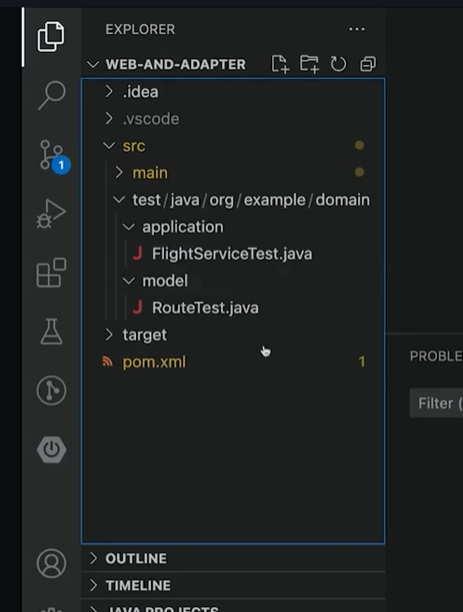 EXPLORER
WEB-AND-ADAPTER
.idea
.vscode
src
main
test/java/org/example/domain
application
J FlightServiceTest.java
model
J RouteTest.java
target
pom.xml 1
1
PROBLE
Filter (
OUTLINE
TIMELINE
JAVA PROJECTS